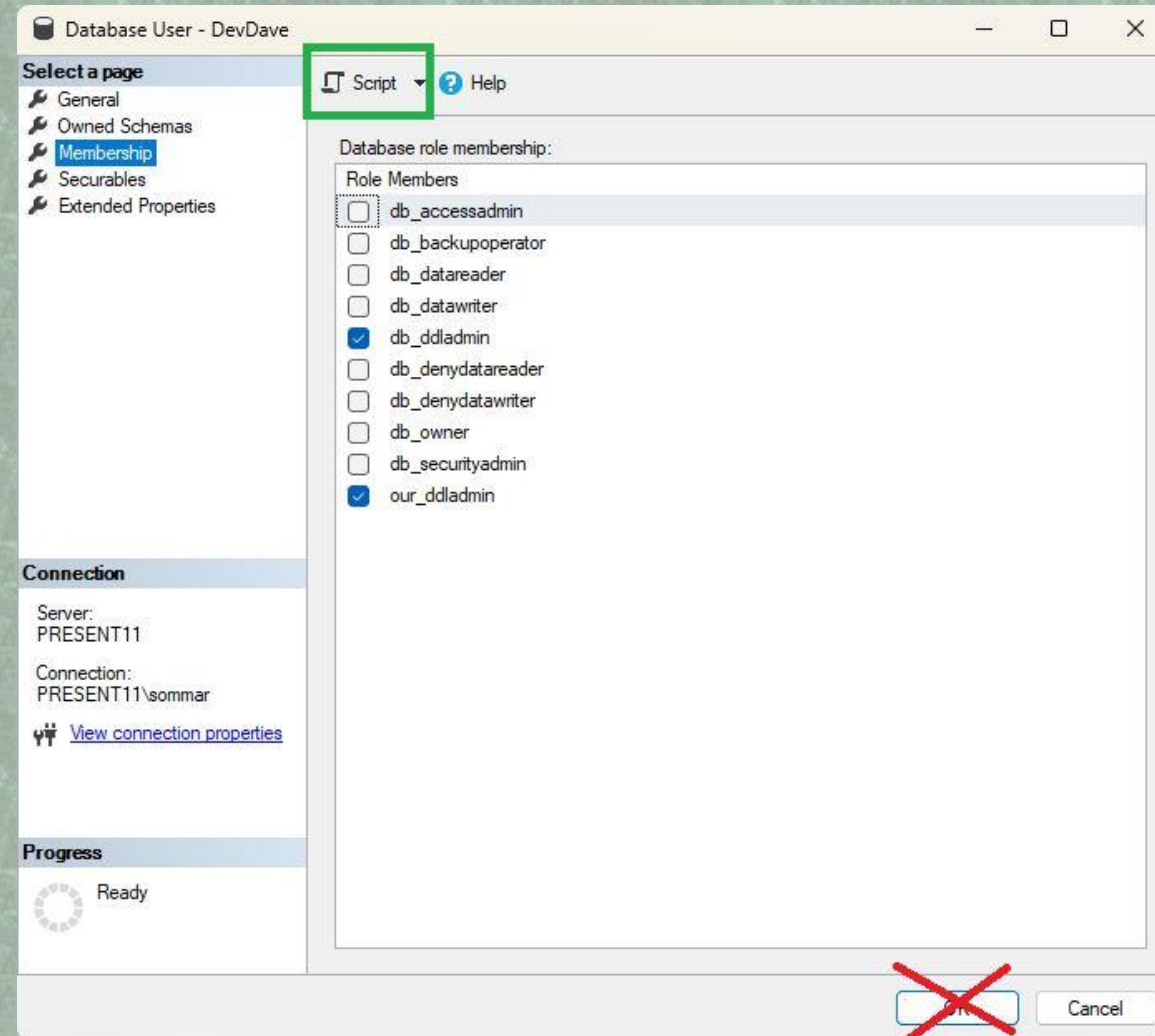 Database User - DevDave
Select a page
General
Owned Schemas
Membership
Securables
Extended Properties
Script
Help
Database role membership:
Role Members
db_accessadmin
db_backupoperator
db_datareader
db_datawriter
db_ddladmin
db_denydatareader
db_denydatawriter
db_owner
db_securityadmin
our_ddladmin
Connection
Server:
PRESENT11
Connection:
PRESENT11\sommar
View connection properties
Progress
Ready
Cancel